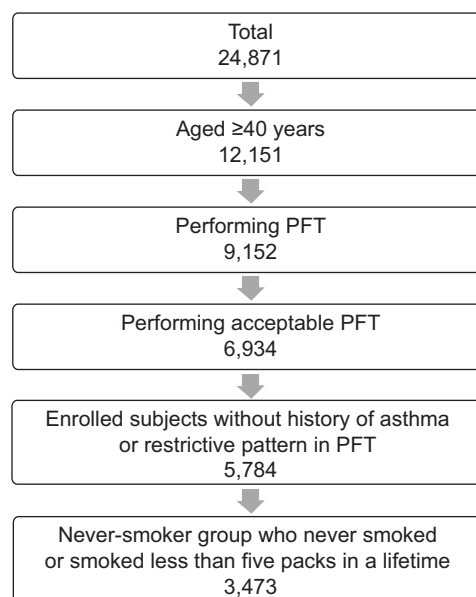 Total
24,871
Aged ≥40 years
12,151
Performing PFT
9,152
Performing acceptable PFT
6,934
Enrolled subjects without history of asthma
or restrictive pattern in PFT
5,784
Never-smoker group who never smoked
or smoked less than five packs in a lifetime
3,473